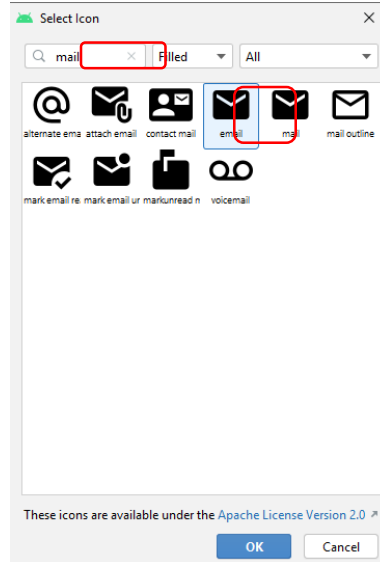 Select Icon
mail Filled All
alternate ema attach email contact mail email mail mail outline
mark email re mark email ur markunread n voicemail
These icons are available under the Apache License Version 2.0
OK Cancel